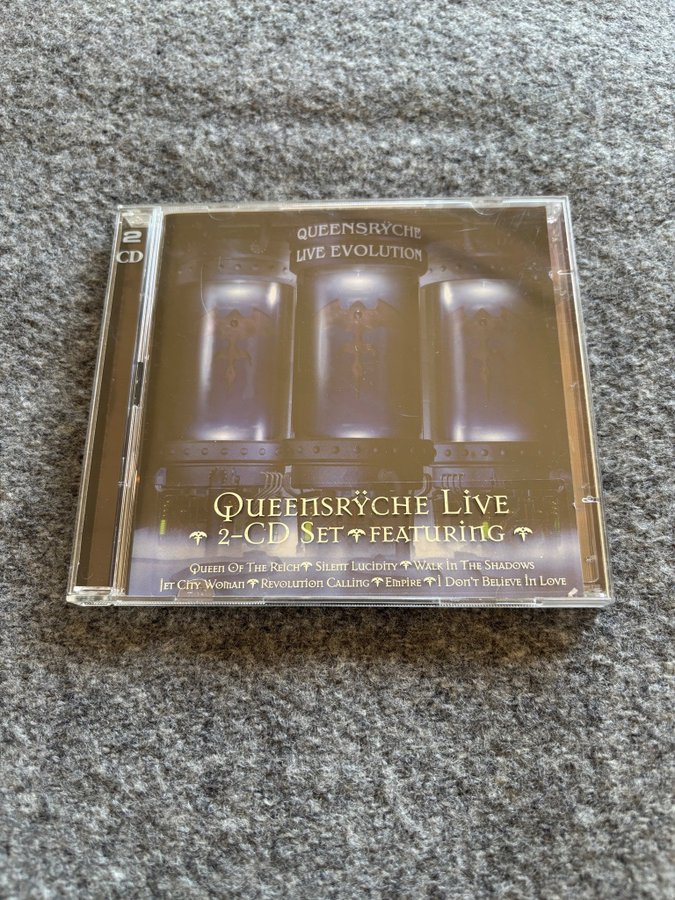 2
CD
QUEENSRŸCHE
LIVE EVOLUTION
Queensrÿche Live
2-CD Set Featuring
Queen Of The Reich Silent Lucidity Walk In The Shadows
Jet City Woman Revolution Calling Empire I Don't Believe In Love